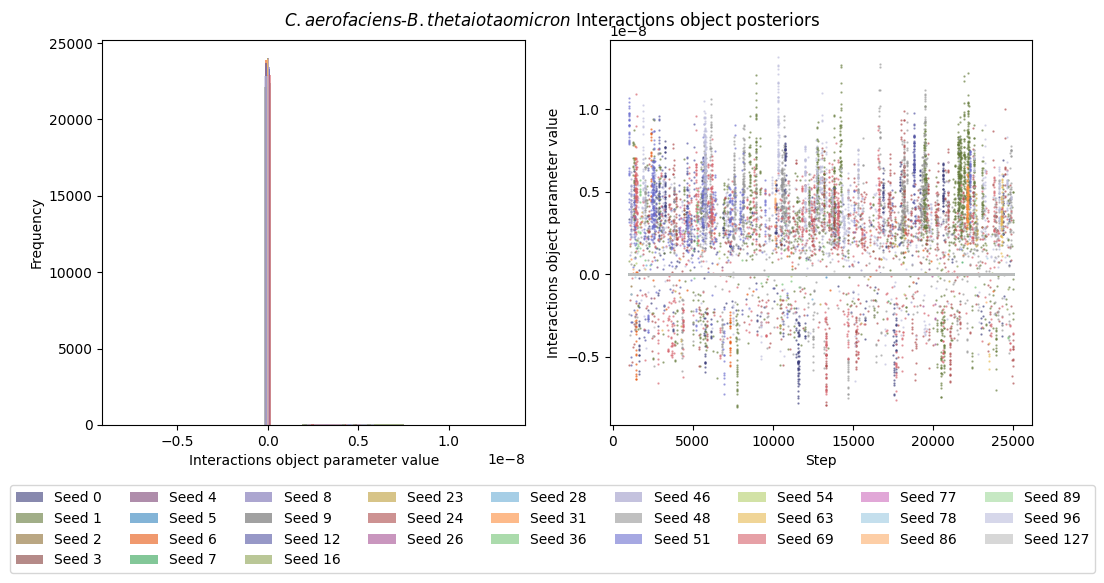 C. aerofaciens-B. thetaiotaomicron Interactions object posteriors
25000
20000
15000
10000
5000
0
Frequency
−0.5
0.0
0.5
1.0
1e−8
Interactions object parameter value
1e−8
1.0
0.5
0.0
−0.5
Interactions object parameter value
0
5000
10000
15000
20000
25000
Step
Seed 0
Seed 1
Seed 2
Seed 3
Seed 4
Seed 5
Seed 6
Seed 7
Seed 8
Seed 9
Seed 12
Seed 16
Seed 23
Seed 24
Seed 26
Seed 28
Seed 31
Seed 36
Seed 46
Seed 48
Seed 51
Seed 54
Seed 63
Seed 69
Seed 77
Seed 78
Seed 86
Seed 89
Seed 96
Seed 127